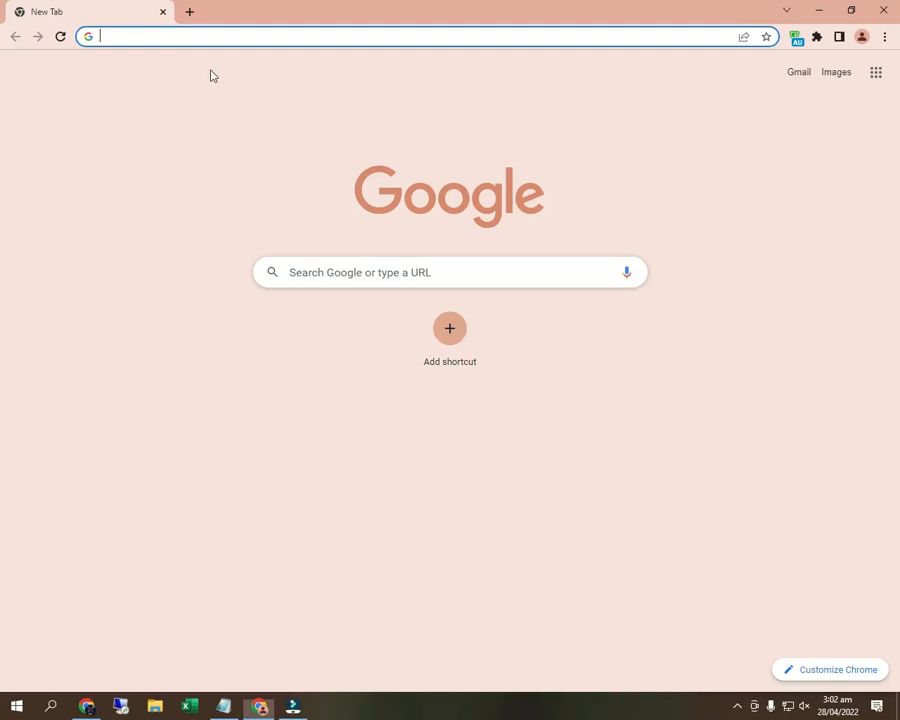 New Tab
AU
Gmail Images
Google
Search Google or type a URL
Add shortcut
Customize Chrome
3:02 am
28/04/2022